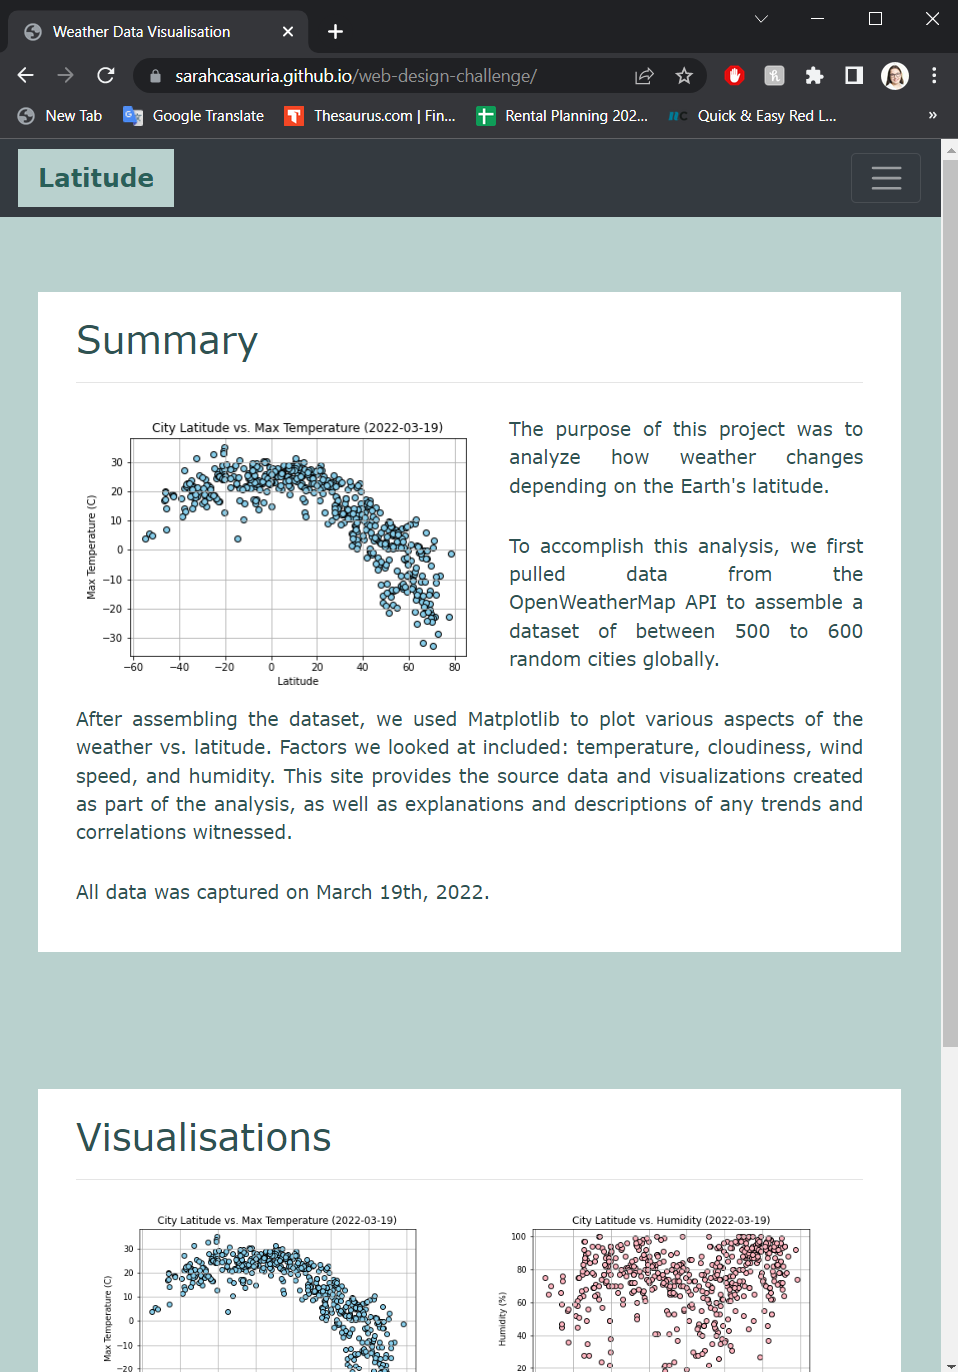 Weather Data Visualisation
sarahcasauria.github.io/web-design-challenge/
New Tab
Google Translate
Thesaurus.com | Fin...
Rental Planning 202...
Quick & Easy Red L...
»
Latitude
Summary
City Latitude vs. Max Temperature (2022-03-19)
Max Temperature (C)
30
20
10
0
−10
−20
−30
−60 −40 −20 0 20 40 60 80
Latitude
The purpose of this project was to
analyze how weather changes
depending on the Earth's latitude.
To accomplish this analysis, we first
pulled data from the
OpenWeatherMap API to assemble a
dataset of between 500 to 600
random cities globally.
After assembling the dataset, we used Matplotlib to plot various aspects of the
weather vs. latitude. Factors we looked at included: temperature, cloudiness, wind
speed, and humidity. This site provides the source data and visualizations created
as part of the analysis, as well as explanations and descriptions of any trends and
correlations witnessed.
All data was captured on March 19th, 2022.
Visualisations
City Latitude vs. Max Temperature (2022-03-19)
Max Temperature (C)
30
20
10
0
−10
−20
City Latitude vs. Humidity (2022-03-19)
Humidity (%)
100
80
60
40
20